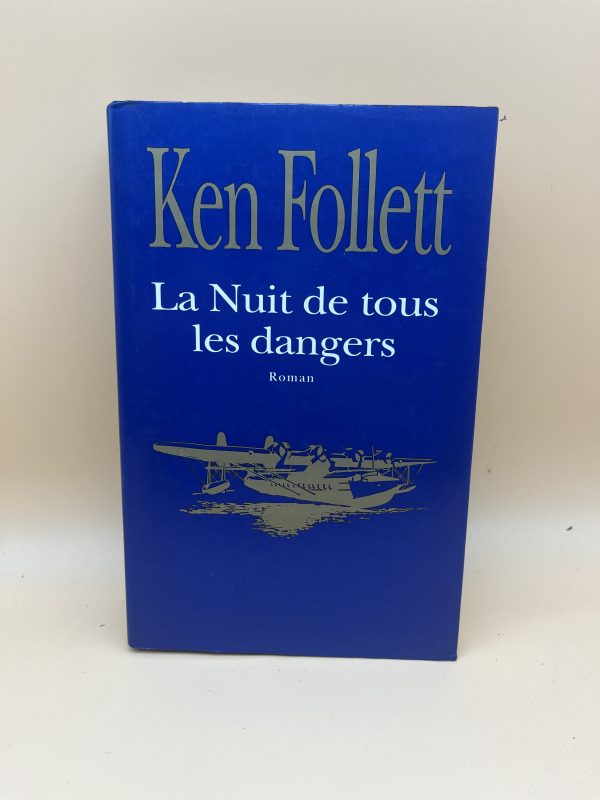 Ken Follett
La Nuit de tous
les dangers
Roman